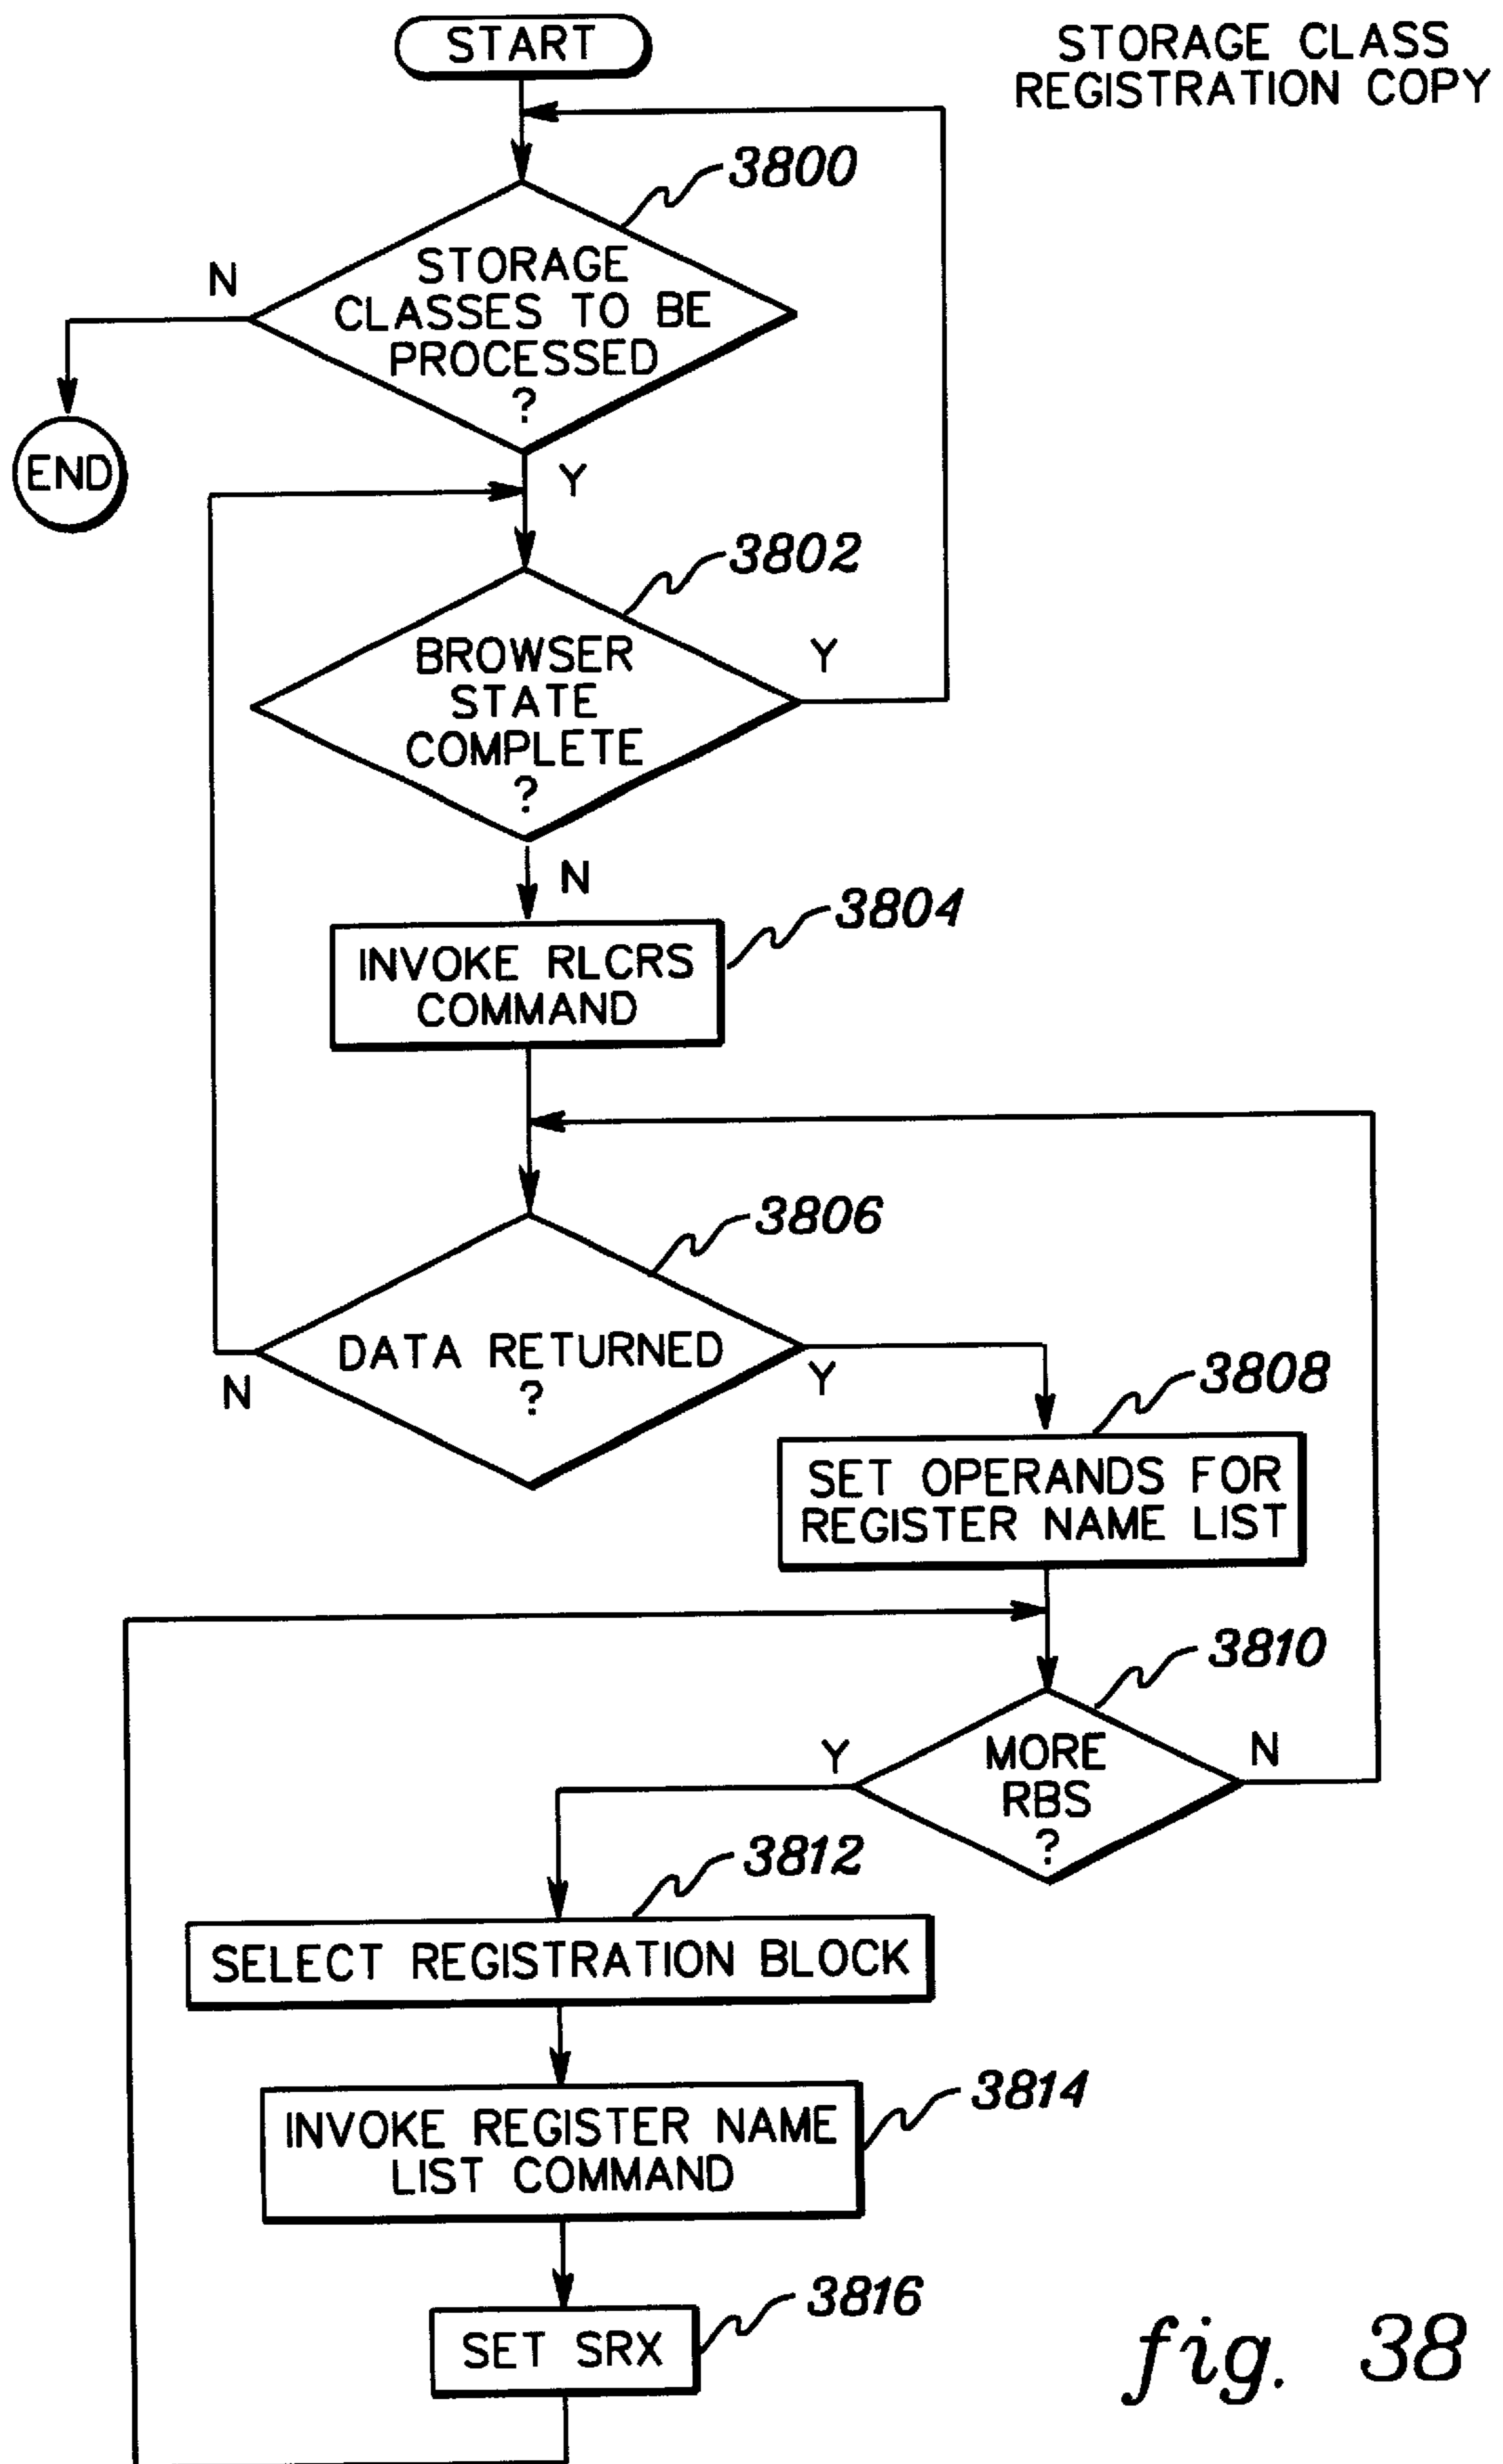 START
STORAGE CLASS
REGISTRATION COPY
3800
STORAGE
CLASSES TO BE
PROCESSED
?
N
END
Y
3802
BROWSER
STATE
COMPLETE
?
Y
N
3804
INVOKE RLCRS
COMMAND
3806
DATA RETURNED
?
N
Y
3808
SET OPERANDS FOR
REGISTER NAME LIST
3810
MORE
RBS
?
Y
N
3812
SELECT REGISTRATION BLOCK
3814
INVOKE REGISTER NAME
LIST COMMAND
3816
SET SRX
fig. 38